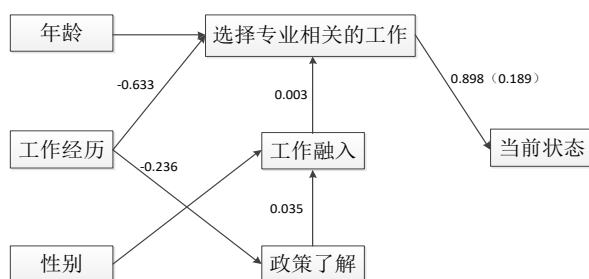 年龄
选择专业相关的工作
-0.633
0.003
0.898（0.189）
工作经历
-0.236
工作融入
当前状态
0.035
性别
政策了解